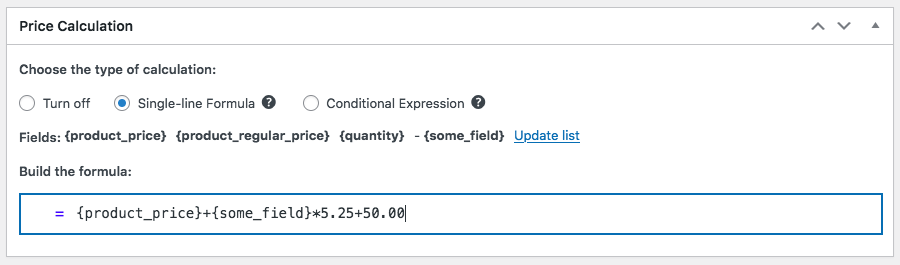 Price Calculation
Choose the type of calculation:
Turn off Single-line Formula ? Conditional Expression ?
Fields: {product_price} {product_regular_price} {quantity} - {some_field} Update list
Build the formula:
= {product_price}+{some_field}*5.25+50.00